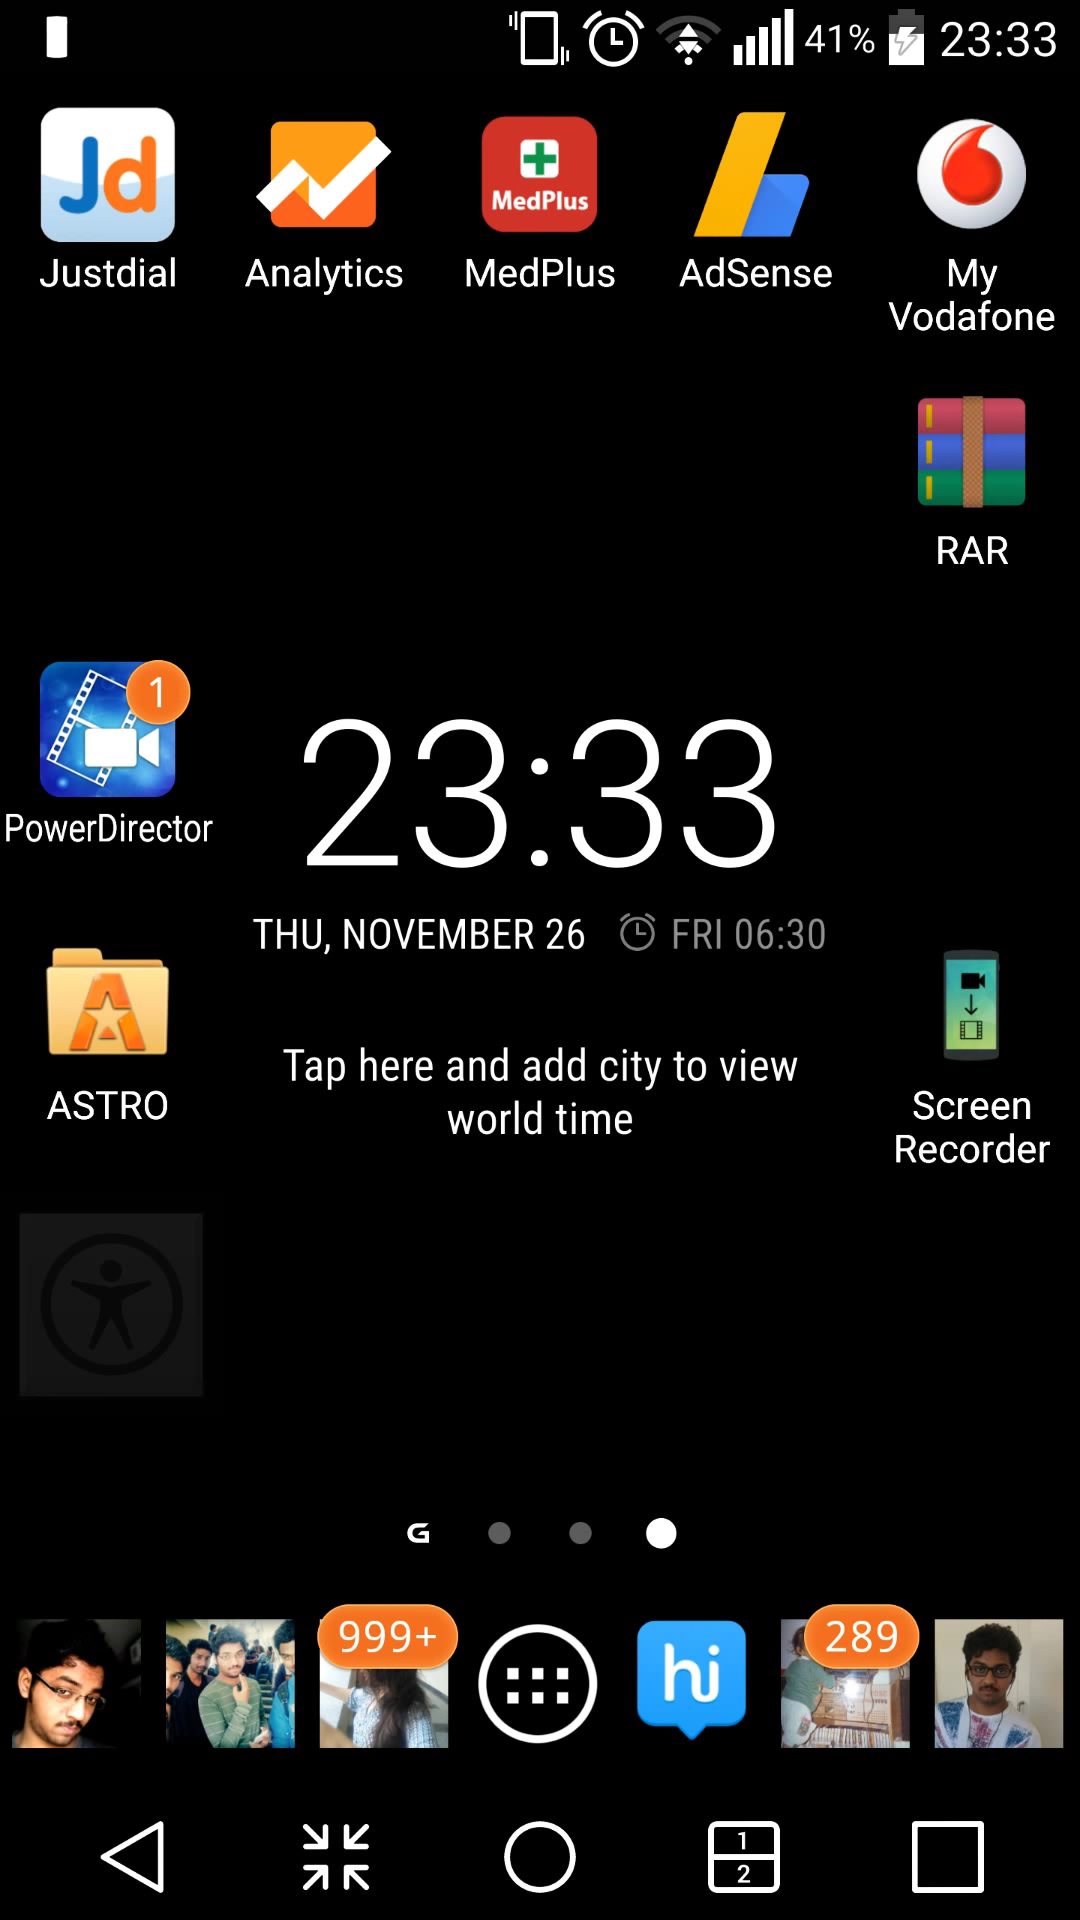 41% 23:33
Jd
MedPlus
Justdial
Analytics
MedPlus
AdSense
My
Vodafone
RAR
1
PowerDirector
23:33
THU, NOVEMBER 26 FRI 06:30
ASTRO
Tap here and add city to view
world time
Screen
Recorder
G
999+
hi
289
1
2